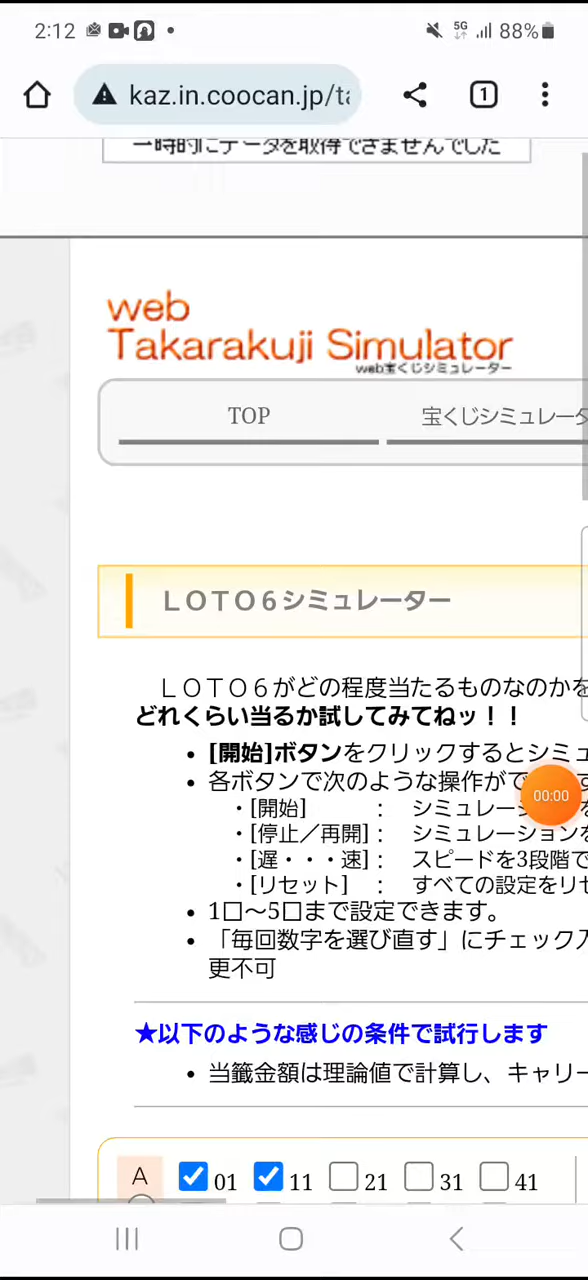 2:12 5G 88%
kaz.in.coocan.jp/ta
一時的にデータを取得できませんでした
web
Takarakuji Simulator
web宝くじシミュレーター
TOP 宝くじシミュレータ
ＬＯＴＯ６シミュレーター
ＬＯＴＯ６がどの程度当たるものなのかを
どれくらい当るか試してみてねッ！！
• [開始]ボタンをクリックするとシミュ
• 各ボタンで次のような操作がで
・[開始] ： シミュレー
・[停止／再開]： シミュレーションを
・[遅・・・速]： スピードを3段階で
・[リセット] ： すべての設定をリセ
00:00
• 1口～5口まで設定できます。
• 「毎回数字を選び直す」にチェック入
更不可
★以下のような感じの条件で試行します
• 当籤金額は理論値で計算し、キャリー
A 01 11 21 31 41